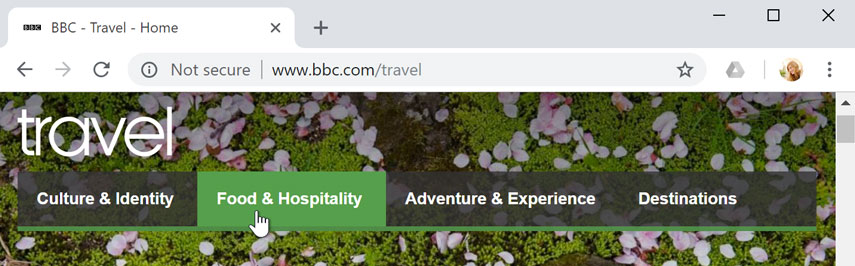 BBC BBC - Travel - Home
Not secure www.bbc.com/travel
travel
Culture & Identity Food & Hospitality Adventure & Experience Destinations